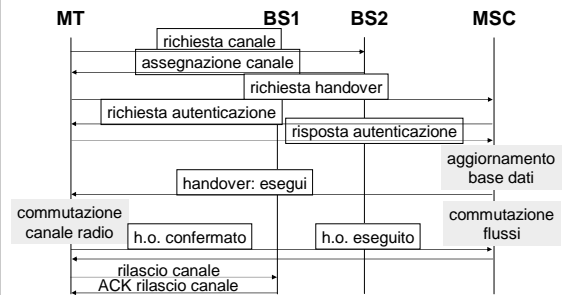 MT BS1 BS2 MSC
richiesta canale
assegnazione canale
richiesta handover
richiesta autenticazione
risposta autenticazione
aggiornamento
base dati
handover: esegui
commutazione
canale radio
commutazione
flussi
h.o. confermato
h.o. eseguito
rilascio canale
ACK rilascio canale